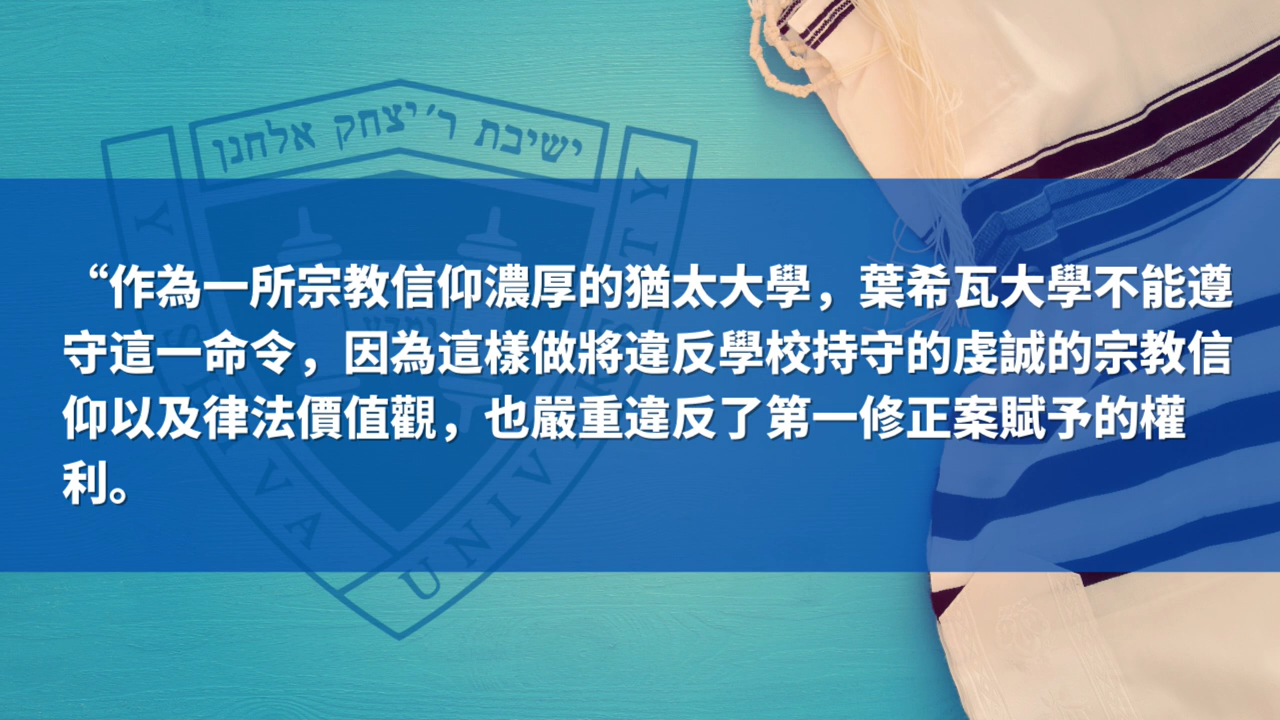 ישיבת ר׳ יצחק אלחנן
YESHIVA UNIVERSITY
“作為一所宗教信仰濃厚的猶太大學，葉希瓦大學不能遵
守這一命令，因為這樣做將違反學校持守的虔誠的宗教信
仰以及律法價值觀，也嚴重違反了第一修正案賦予的權
利。